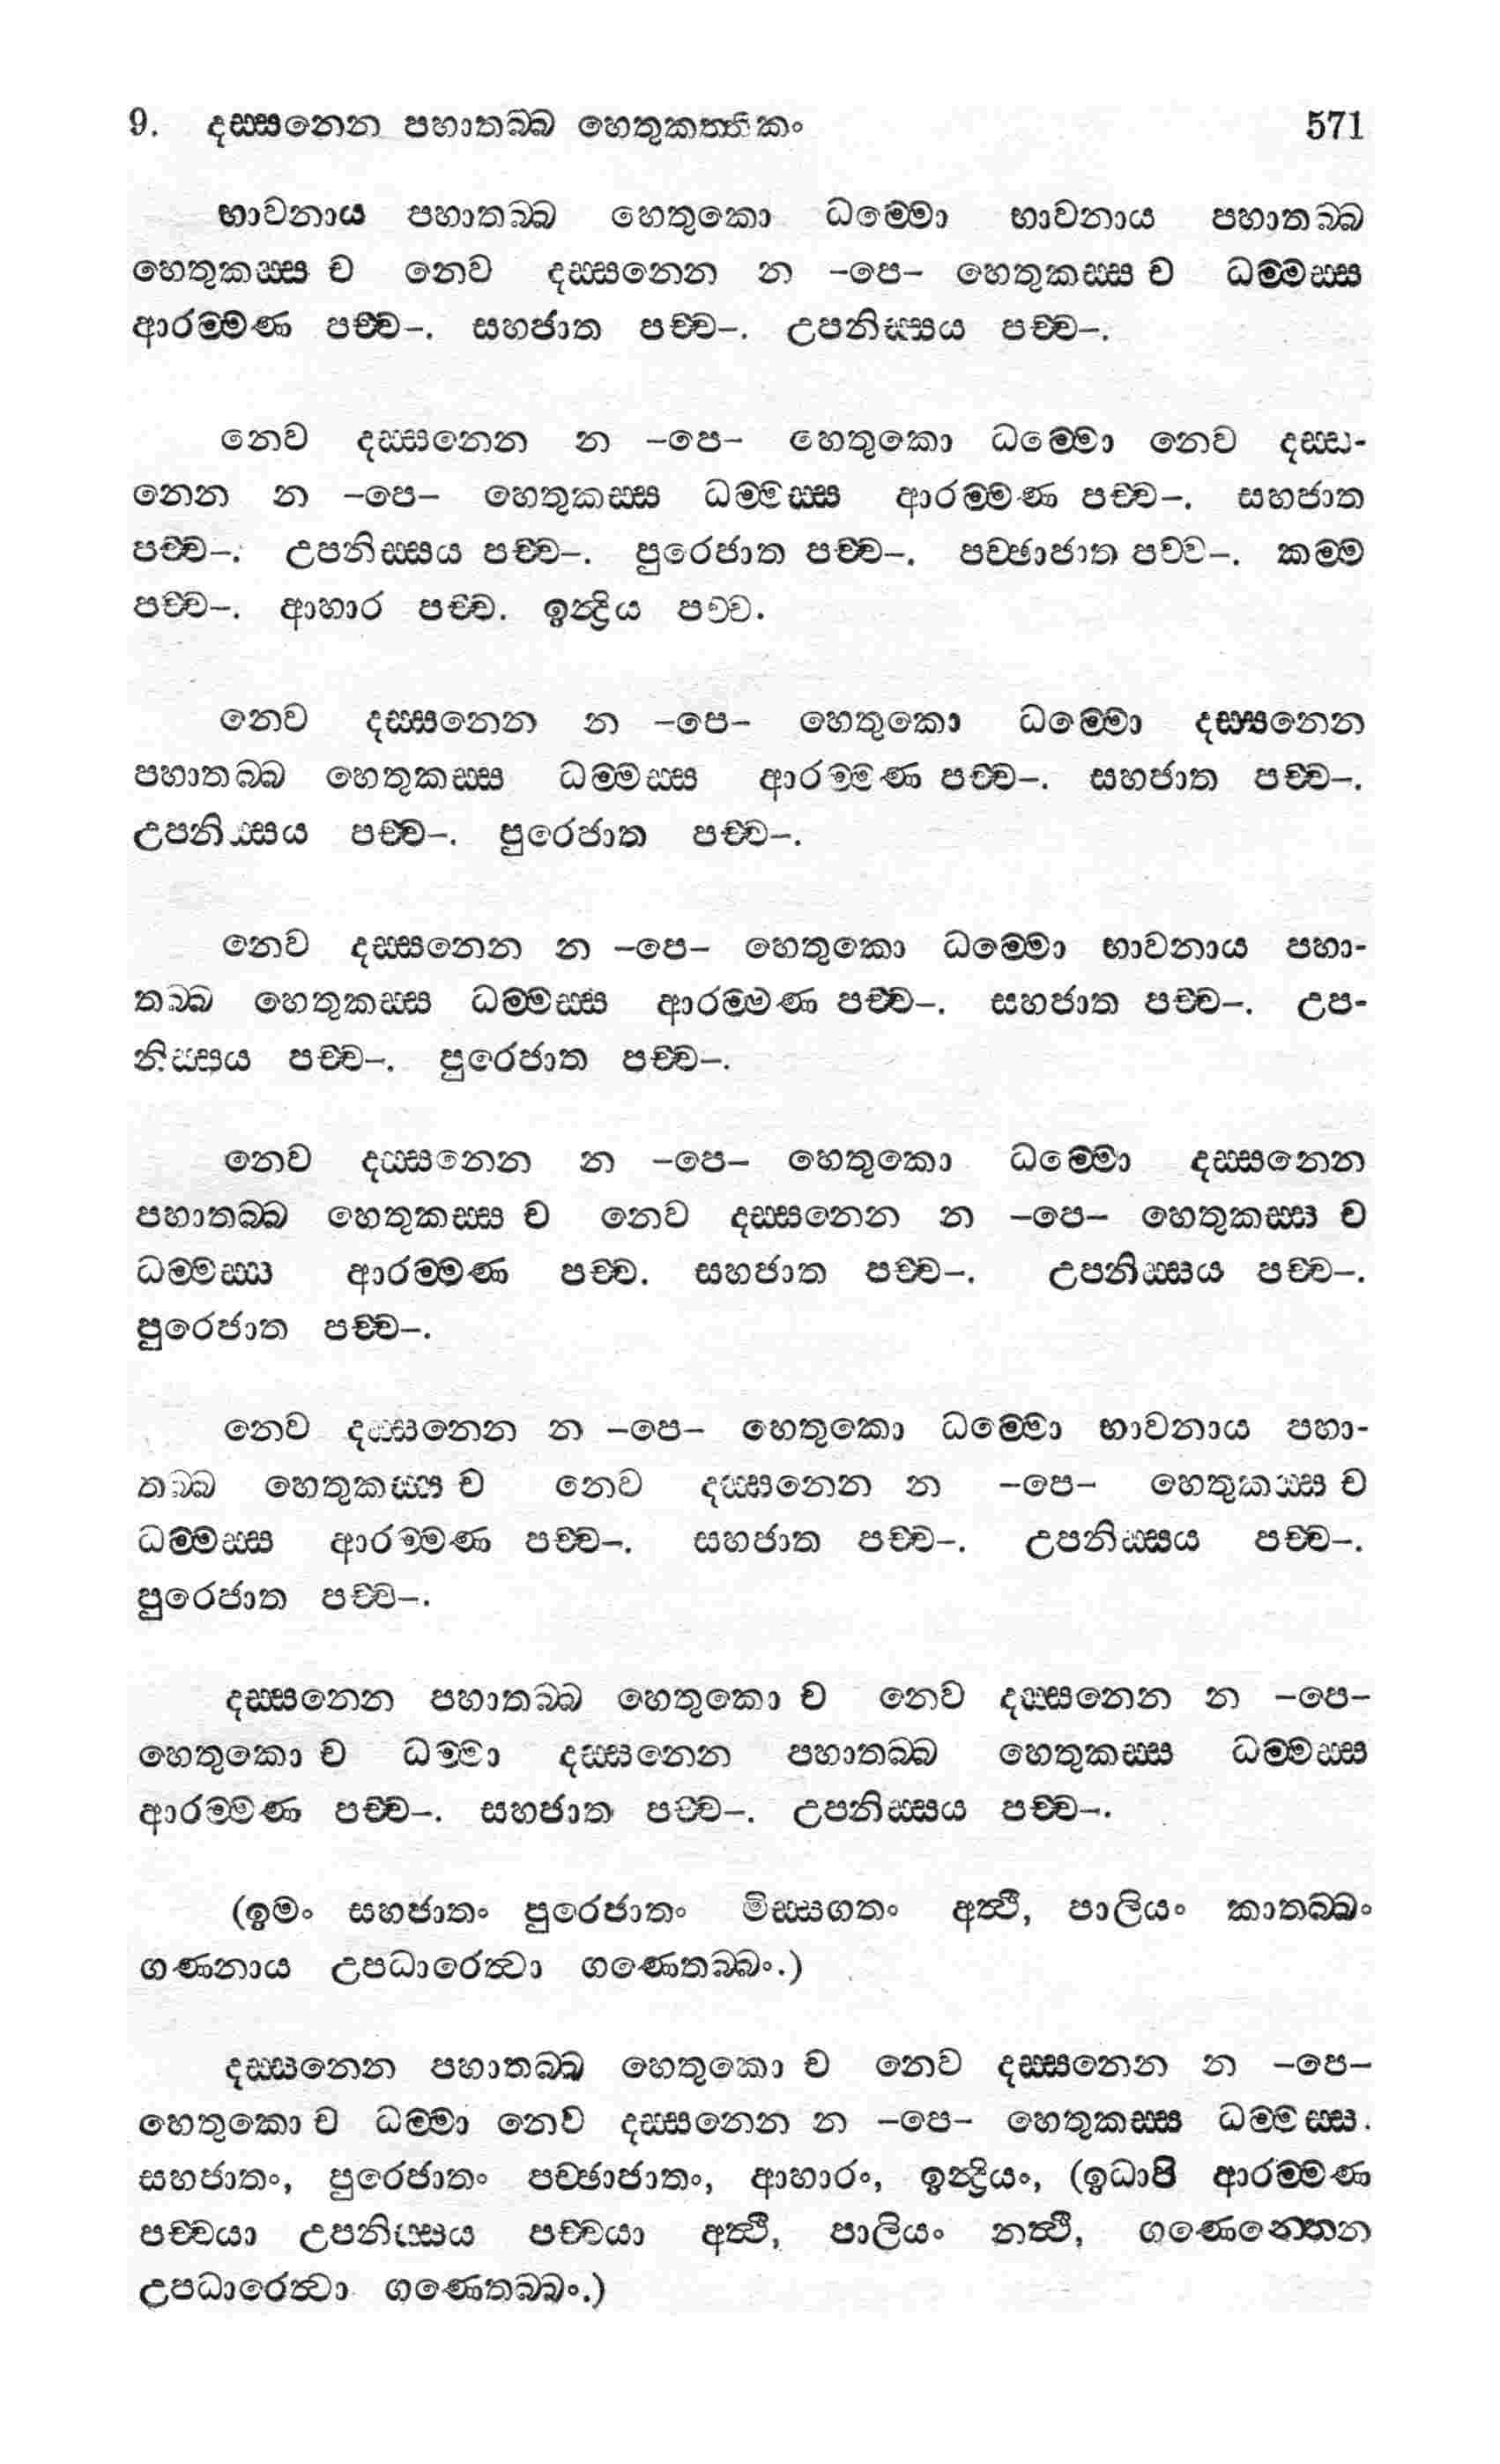 9. දස්සනෙන පහාතබ්බ හෙතුකත්තිකං 571
භාවනාය පහාතබ්බ හෙතුකො ධම්මො භාවනාය පහාතබ්බ
හෙතුකස්ස ච නෙව දස්සනෙන න -පෙ- හෙතුකස්ස ච ධම්මස්ස
ආරම්මණ පච්ච-. සහජාත පච්ච-. උපනිස්සය පච්ච-.
නෙව දස්සනෙන න -පෙ- හෙතුකො ධම්මො නෙව දස්ස-
නෙන න -පෙ- හෙතුකස්ස ධම්මස්ස ආරම්මණ පච්ච-. සහජාත
පච්ච-. උපනිස්සය පච්ච-. පුරෙජාත පච්ච-. පච්ඡාජාත පච්ච-. කම්ම
පච්ච-. ආහාර පච්ච. ඉන්ද්‍රිය පච්ච.
නෙව දස්සනෙන න -පෙ- හෙතුකො ධම්මො දස්සනෙන
පහාතබ්බ හෙතුකස්ස ධම්මස්ස ආරම්මණ පච්ච-. සහජාත පච්ච-.
උපනිස්සය පච්ච-. පුරෙජාත පච්ච-.
නෙව දස්සනෙන න -පෙ- හෙතුකො ධම්මො භාවනාය පහා-
තබ්බ හෙතුකස්ස ධම්මස්ස ආරම්මණ පච්ච-. සහජාත පච්ච-. උප-
නිස්සය පච්ච-. පුරෙජාත පච්ච-.
නෙව දස්සනෙන න -පෙ- හෙතුකො ධම්මො දස්සනෙන
පහාතබ්බ හෙතුකස්ස ච නෙව දස්සනෙන න -පෙ- හෙතුකස්ස ච
ධම්මස්ස ආරම්මණ පච්ච. සහජාත පච්ච-. උපනිස්සය පච්ච-.
පුරෙජාත පච්ච-.
නෙව දස්සනෙන න -පෙ- හෙතුකො ධම්මො භාවනාය පහා-
තබ්බ හෙතුකස්ස ච නෙව දස්සනෙන න -පෙ- හෙතුකස්ස ච
ධම්මස්ස ආරම්මණ පච්ච-. සහජාත පච්ච-. උපනිස්සය පච්ච-.
පුරෙජාත පච්ච-.
දස්සනෙන පහාතබ්බ හෙතුකො ච නෙව දස්සනෙන න -පෙ-
හෙතුකො ච ධම්මා දස්සනෙන පහාතබ්බ හෙතුකස්ස ධම්මස්ස
ආරම්මණ පච්ච-. සහජාත පච්ච-. උපනිස්සය පච්ච-.
(ඉමං සහජාතං පුරෙජාතං මිස්සගතං අත්ථි, පාලියං කාතබ්බං
ගණනාය උපධාරෙත්වා ගණෙතබ්බං.)
දස්සනෙන පහාතබ්බ හෙතුකො ච නෙව දස්සනෙන න -පෙ-
හෙතුකො ච ධම්මා නෙව දස්සනෙන න -පෙ- හෙතුකස්ස ධම්මස්ස.
සහජාතං, පුරෙජාතං පච්ඡාජාතං, ආහාරං, ඉන්ද්‍රියං, (ඉධාපි ආරම්මණ
පච්චයා උපනිස්සය පච්චයා අත්ථි, පාලියං නත්ථි, ගණෙන්තෙන
උපධාරෙත්වා ගණෙතබ්බං.)